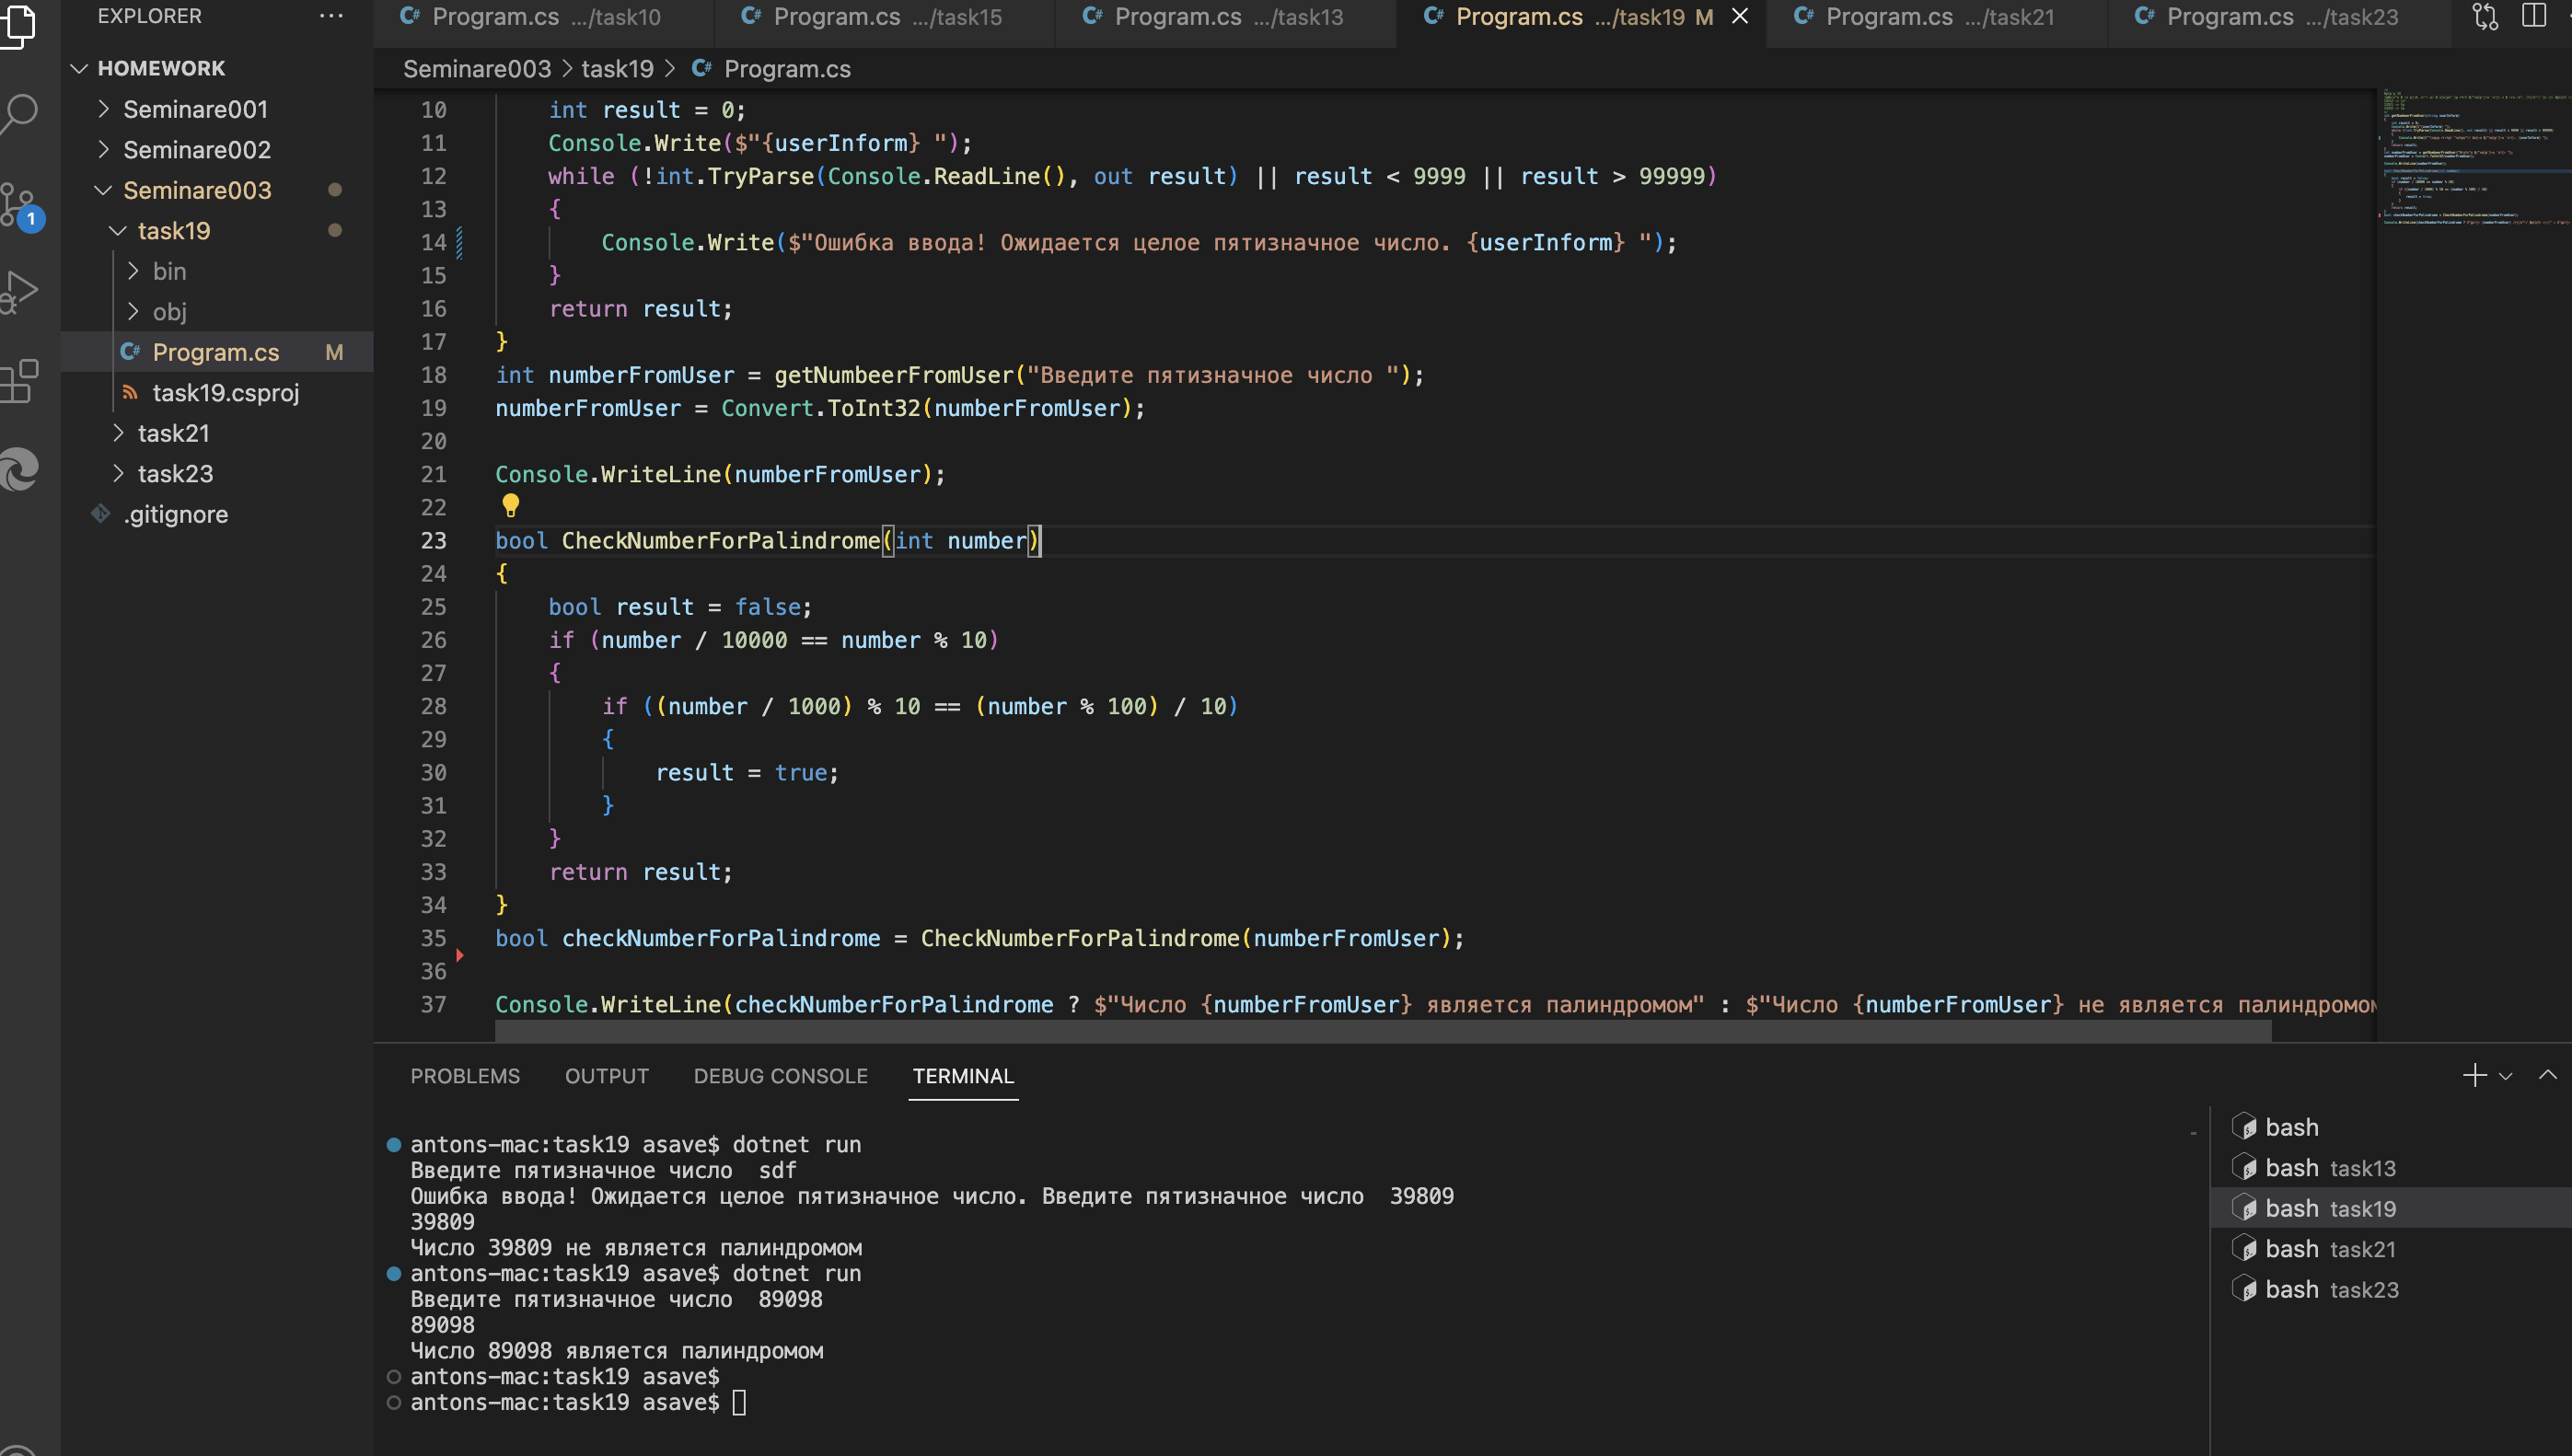 EXPLORER ···
Program.cs .../task10
Program.cs .../task15
Program.cs .../task13
Program.cs .../task19 M
Program.cs .../task21
Program.cs .../task23
HOMEWORK
Seminare001
Seminare002
Seminare003
task19
bin
obj
Program.cs M
task19.csproj
task21
task23
.gitignore
1
Seminare003 > task19 > Program.cs
10 int result = 0;
11 Console.Write($"{userInform} ");
12 while (!int.TryParse(Console.ReadLine(), out result) || result < 9999 || result > 99999)
13 {
14 Console.Write($"Ошибка ввода! Ожидается целое пятизначное число. {userInform} ");
15 }
16 return result;
17 }
18 int numberFromUser = getNumbeerFromUser("Введите пятизначное число ");
19 numberFromUser = Convert.ToInt32(numberFromUser);
20
21 Console.WriteLine(numberFromUser);
22
23 bool CheckNumberForPalindrome(int number)
24 {
25 bool result = false;
26 if (number / 10000 == number % 10)
27 {
28 if ((number / 1000) % 10 == (number % 100) / 10)
29 {
30 result = true;
31 }
32 }
33 return result;
34 }
35 bool checkNumberForPalindrome = CheckNumberForPalindrome(numberFromUser);
36
37 Console.WriteLine(checkNumberForPalindrome ? $"Число {numberFromUser} является палиндромом" : $"Число {numberFromUser} не является палиндромом
PROBLEMS OUTPUT DEBUG CONSOLE TERMINAL
antons-mac:task19 asave$ dotnet run
Введите пятизначное число  sdf
Ошибка ввода! Ожидается целое пятизначное число. Введите пятизначное число  39809
39809
Число 39809 не является палиндромом
antons-mac:task19 asave$ dotnet run
Введите пятизначное число  89098
89098
Число 89098 является палиндромом
antons-mac:task19 asave$
antons-mac:task19 asave$
bash
bash task13
bash task19
bash task21
bash task23